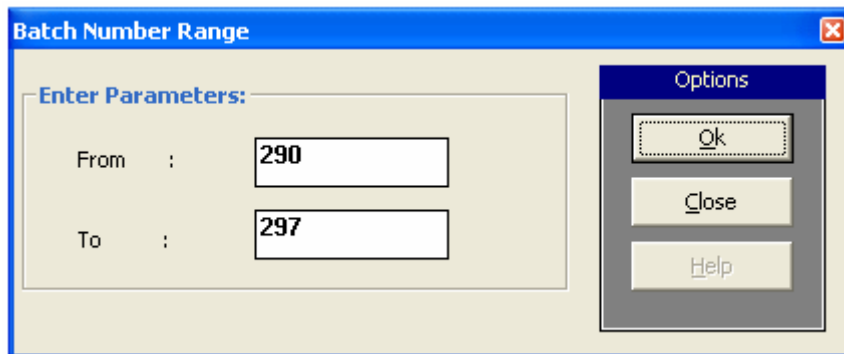 Batch Number Range
Enter Parameters:
From : 290
To : 297
Options
Ok
Close
Help